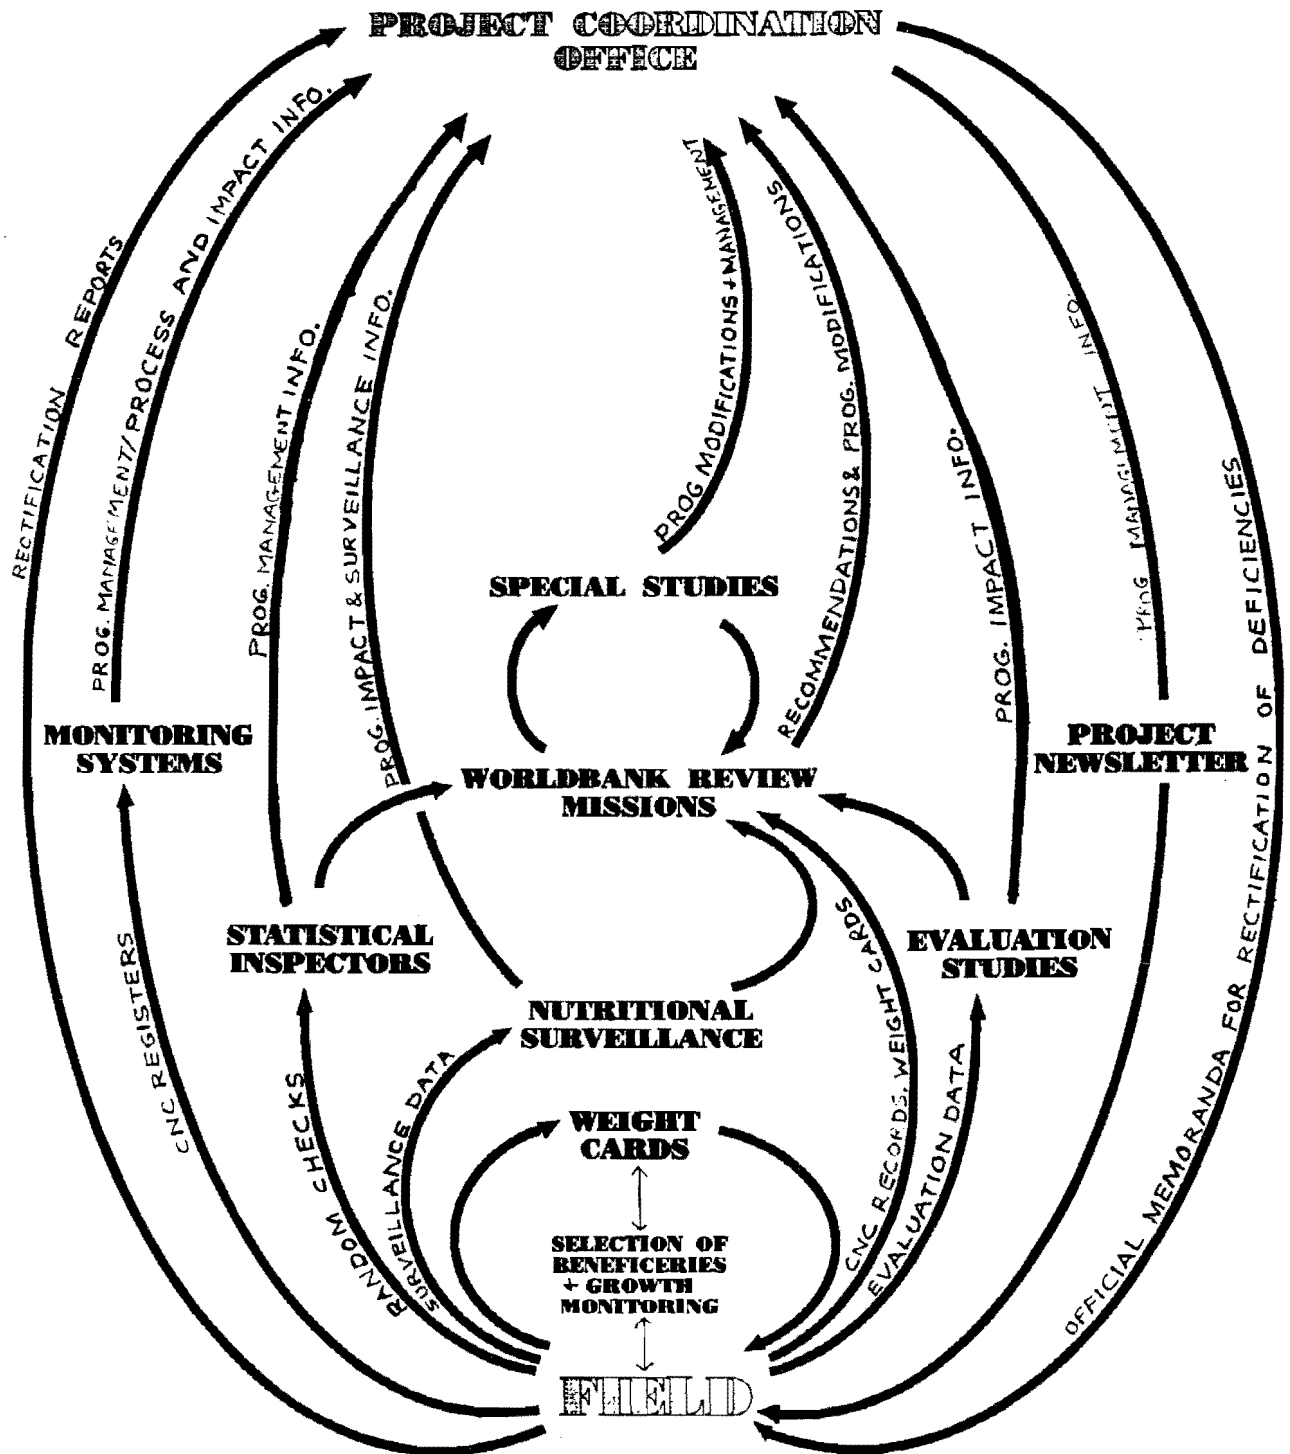 PROJECT COORDINATION
OFFICE
RECTIFICATION REPORTS
PROG. MANAGEMENT/PROCESS AND IMPACT INFO.
PROG. MANAGEMENT INFO.
PROG. IMPACT & SURVEILLANCE INFO.
PROG MODIFICATIONS + MANAGEMENT
RECOMMENDATIONS & PROG. MODIFILATIONS
PROG. IMPACT INFO.
PROG MANAGEMENT INFO.
OFFICIAL MEMORANDA FOR RECTIFICATION OF DEFICIENCIES
SPECIAL STUDIES
MONITORING
SYSTEMS
WORLDBANK REVIEW
MISSIONS
PROJECT
NEWSLETTER
STATISTICAL
INSPECTORS
EVALUATION
STUDIES
NUTRITIONAL
SURVEILLANCE
CNC REGISTERS
RANDOM CHECKS
SURVEILLANCE DATA
CNC RECORDS, WEIGHT CARDS
EVALUATION DATA
WEIGHT
CARDS
SELECTION OF
BENEFICERIES
+ GROWTH
MONITORING
FIELD